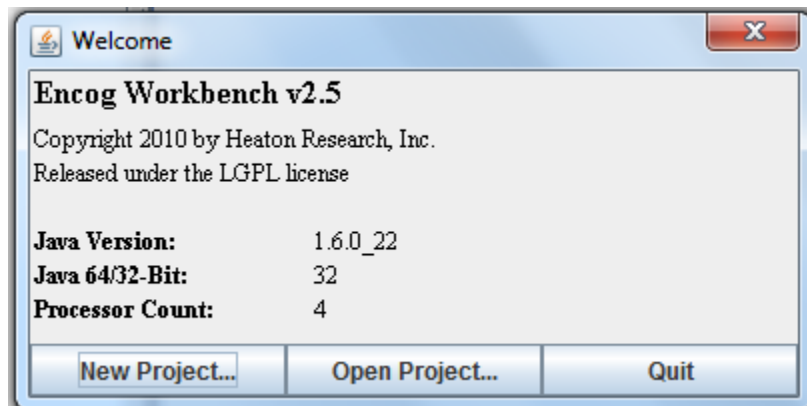 Welcome
Encog Workbench v2.5
Copyright 2010 by Heaton Research, Inc.
Released under the LGPL license
Java Version: 1.6.0_22
Java 64/32-Bit: 32
Processor Count: 4
New Project... Open Project... Quit